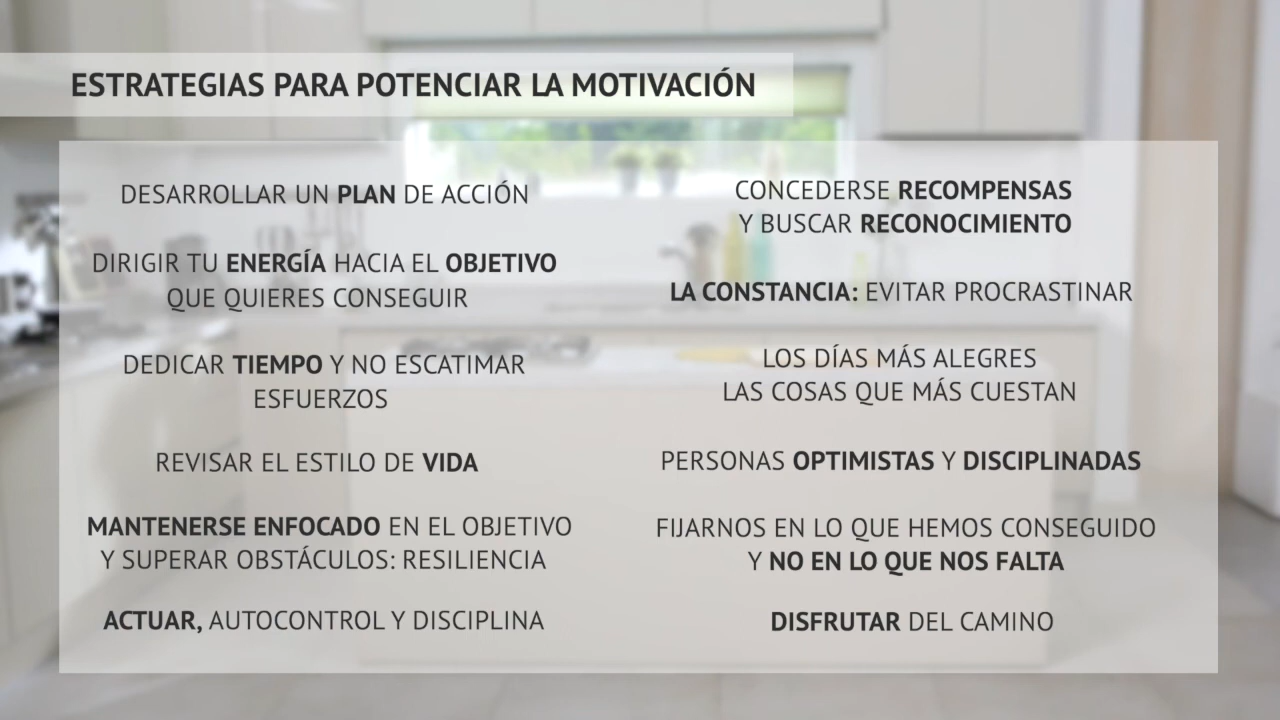 ESTRATEGIAS PARA POTENCIAR LA MOTIVACIÓN
DESARROLLAR UN PLAN DE ACCIÓN
DIRIGIR TU ENERGÍA HACIA EL OBJETIVO
QUE QUIERES CONSEGUIR
DEDICAR TIEMPO Y NO ESCATIMAR
ESFUERZOS
REVISAR EL ESTILO DE VIDA
MANTENERSE ENFOCADO EN EL OBJETIVO
Y SUPERAR OBSTÁCULOS: RESILIENCIA
ACTUAR, AUTOCONTROL Y DISCIPLINA
CONCEDERSE RECOMPENSAS
Y BUSCAR RECONOCIMIENTO
LA CONSTANCIA: EVITAR PROCRASTINAR
LOS DÍAS MÁS ALEGRES
LAS COSAS QUE MÁS CUESTAN
PERSONAS OPTIMISTAS Y DISCIPLINADAS
FIJARNOS EN LO QUE HEMOS CONSEGUIDO
Y NO EN LO QUE NOS FALTA
DISFRUTAR DEL CAMINO